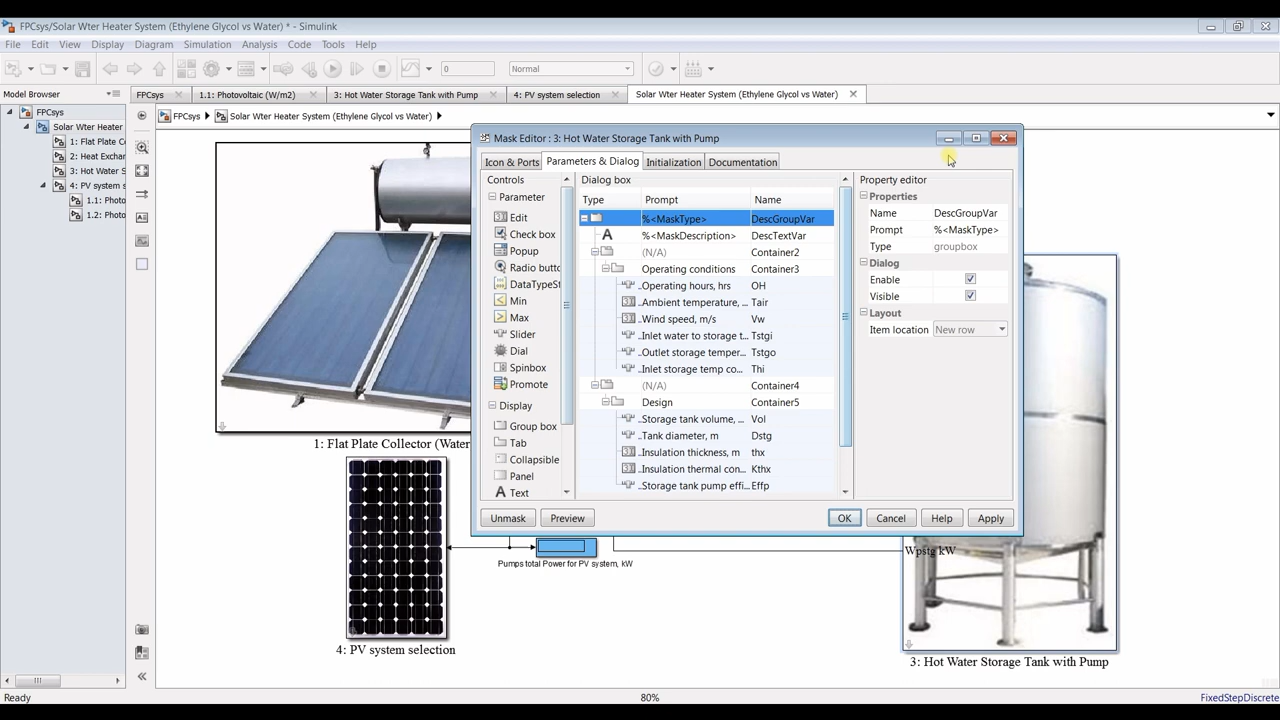 FPCsys/Solar Wter Heater System (Ethylene Glycol vs Water) * - Simulink
File Edit View Display Diagram Simulation Analysis Code Tools Help
0 Normal
Model Browser
FPCsys 1.1: Photovoltaic (W/m2) 3: Hot Water Storage Tank with Pump 4: PV system selection Solar Wter Heater System (Ethylene Glycol vs Water)
FPCsys Solar Wter Heater System (Ethylene Glycol vs Water)
FPCsys
Solar Wter Heater
1: Flat Plate Co
2: Heat Exchar
3: Hot Water S
4: PV system s
1.1: Photo
1.2: Photo
Mask Editor : 3: Hot Water Storage Tank with Pump
Icon & Ports Parameters & Dialog Initialization Documentation
Controls
Parameter
Edit
Check box
Popup
Radio butto
DataTypeSt
Min
Max
Slider
Dial
Spinbox
Promote
Display
Group box
Tab
Collapsible
Panel
Text
Dialog box
Type Prompt Name
%<MaskType> DescGroupVar
A %<MaskDescription> DescTextVar
(N/A) Container2
Operating conditions Container3
Operating hours, hrs OH
Ambient temperature, ... Tair
Wind speed, m/s Vw
Inlet water to storage t... Tstgi
Outlet storage temper... Tstgo
Inlet storage temp co... Thi
(N/A) Container4
Design Container5
Storage tank volume, ... Vol
Tank diameter, m Dstg
Insulation thickness, m thx
Insulation thermal con... Kthx
Storage tank pump effi... Effp
Property editor
Properties
Name DescGroupVar
Prompt %<MaskType>
Type groupbox
Dialog
Enable
Visible
Layout
Item location New row
Unmask Preview OK Cancel Help Apply
1: Flat Plate Collector (Water
Pumps total Power for PV system, kW
Wpstg kW
4: PV system selection
3: Hot Water Storage Tank with Pump
Ready 80% FixedStepDiscrete